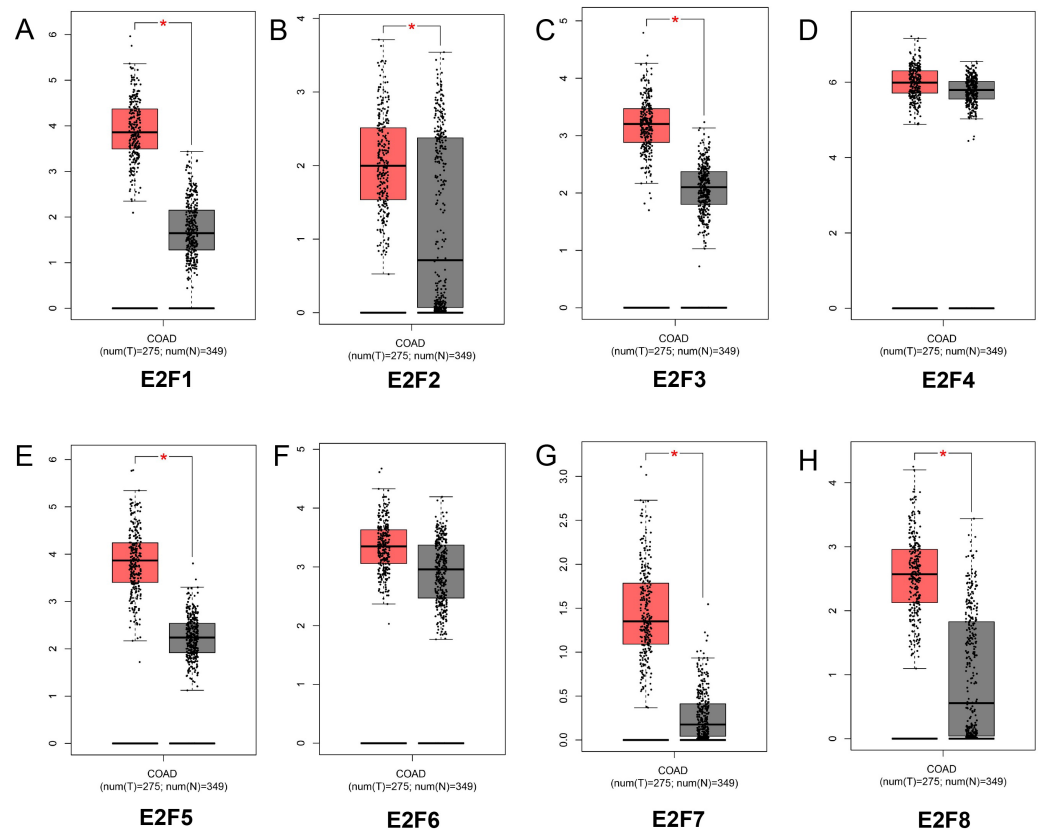 A
*
6
5
4
3
2
1
0
COAD
(num(T)=275; num(N)=349)
E2F1
B
*
4
3
2
1
0
COAD
(num(T)=275; num(N)=349)
E2F2
C
*
5
4
3
2
1
0
COAD
(num(T)=275; num(N)=349)
E2F3
D
6
4
2
0
COAD
(num(T)=275; num(N)=349)
E2F4
E
*
6
5
4
3
2
1
0
COAD
(num(T)=275; num(N)=349)
E2F5
F
5
4
3
2
1
0
COAD
(num(T)=275; num(N)=349)
E2F6
G
*
3.0
2.5
2.0
1.5
1.0
0.5
0.0
COAD
(num(T)=275; num(N)=349)
E2F7
H
*
4
3
2
1
0
COAD
(num(T)=275; num(N)=349)
E2F8